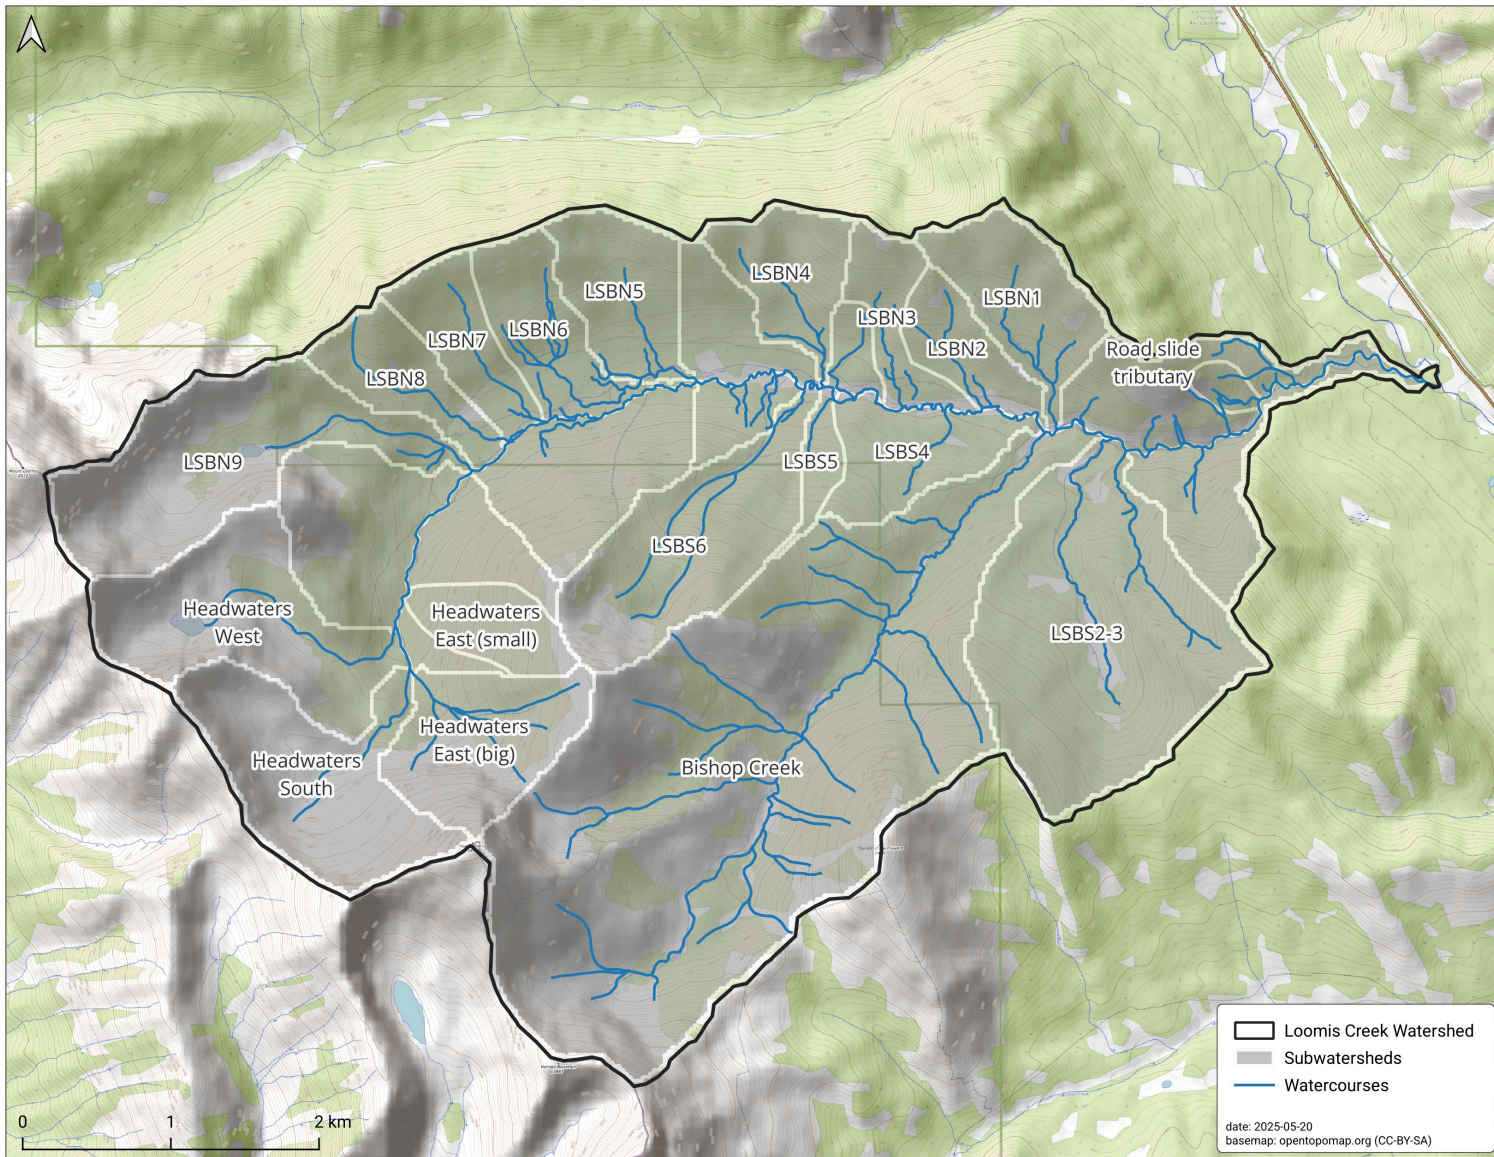 LSBN4
LSBN5
LSBN1
LSBN3
LSBN6
LSBN7
LSBN2
Road slide
tributary
LSBN8
LSBS4
LSBS5
LSBN9
LSBS6
Headwaters
West
Headwaters
East (small)
LSBS2-3
Headwaters
East (big)
Headwaters
South
Bishop Creek
Loomis Creek Watershed
Subwatersheds
Watercourses
0
1
2 km
date: 2025-05-20
basemap: opentopomap.org (CC-BY-SA)